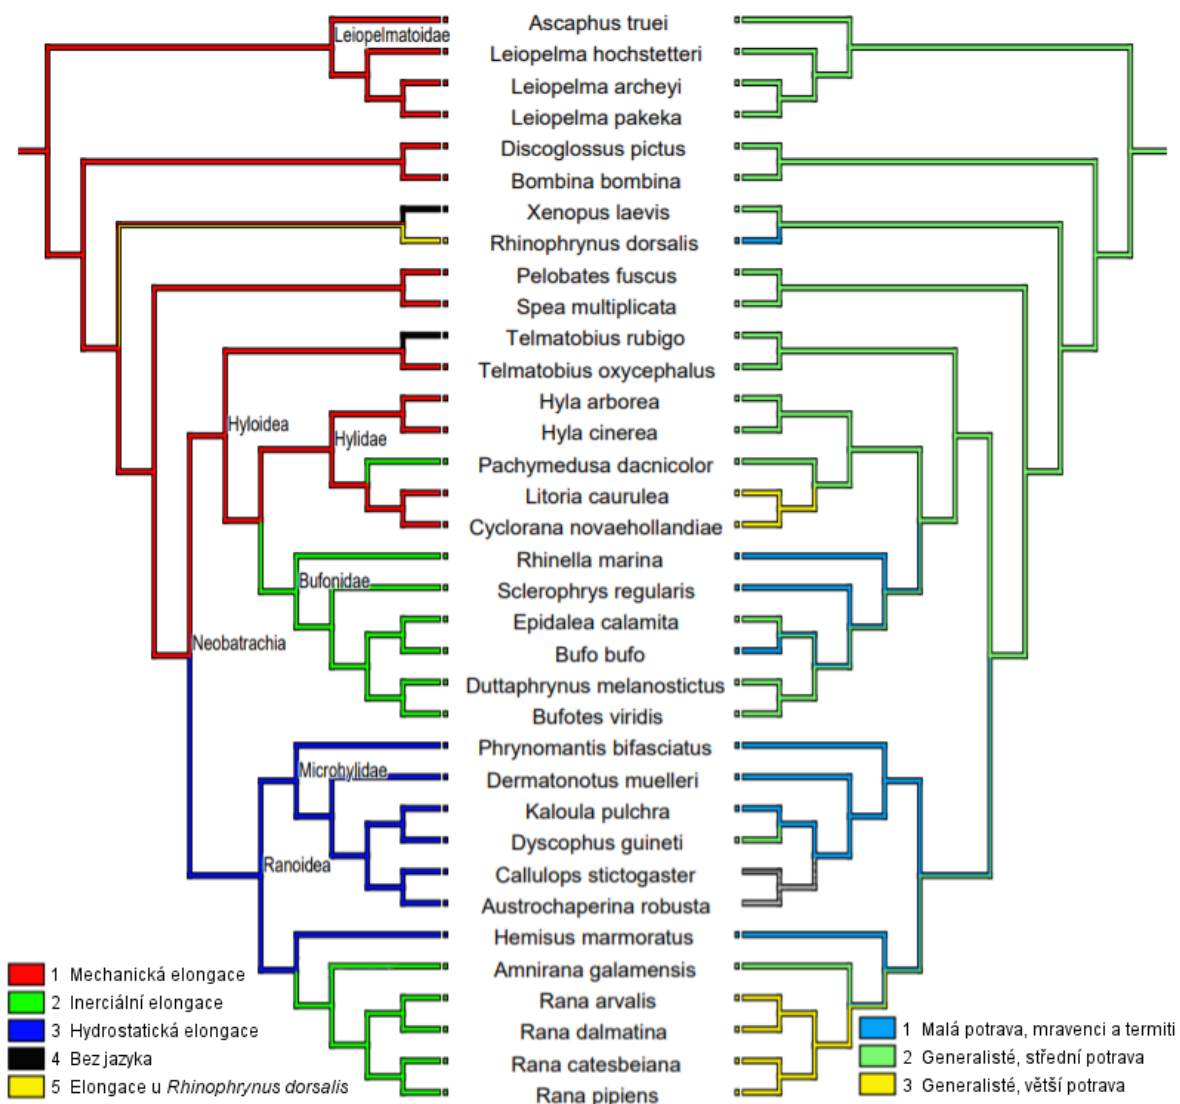 Ascaphus truei
Leiopelmatoidae
Leiopelma hochstetteri
Leiopelma archeyi
Leiopelma pakeka
Discoglossus pictus
Bombina bombina
Xenopus laevis
Rhinophrynus dorsalis
Pelobates fuscus
Spea multiplicata
Telmatobius rubigo
Telmatobius oxycephalus
Hyla arborea
Hyloidea
Hyla cinerea
Hylidae
Pachymedusa dacnicolor
Litoria caurulea
Cyclorana novaehollandiae
Rhinella marina
Bufonidae
Sclerophrys regularis
Epidalea calamita
Neobatrachia
Bufo bufo
Duttaphrynus melanostictus
Bufotes viridis
Phrynomantis bifasciatus
Microhylidae
Dermatonotus muelleri
Kaloula pulchra
Dyscophus guineti
Ranoidea
Callulops stictogaster
Austrochaperina robusta
Hemisus marmoratus
Amnirana galamensis
Rana arvalis
Rana dalmatina
Rana catesbeiana
Rana pipiens
1 Mechanická elongace
2 Inerciální elongace
3 Hydrostatická elongace
4 Bez jazyka
5 Elongace u Rhinophrynus dorsalis
1 Malá potrava, mravenci a termiti
2 Generalisté, střední potrava
3 Generalisté, větší potrava